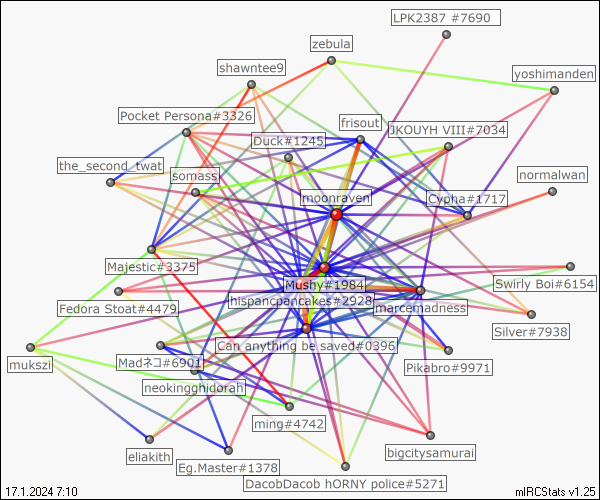 LPK2387 #7690
zebula
shawntee9
yoshimanden
Pocket Persona#3326
frisout
JKOUYH VIII#7034
Duck#1245
the_second_twat
somass
normalwan
moonraven
Cypha#1717
Majestic#3375
Mushy#1984
Swirly Boi#6154
hispancpancakes#2928
Fedora Stoat#4479
marcemadness
Silver#7938
Can anything be saved#0396
mukszi
Madネコ#6901
Pikabro#9971
neokingghidorah
ming#4742
bigcitysamurai
eliakith
Eg.Master#1378
DacobDacob hORNY police#5271
17.1.2024 7:10
mIRCStats v1.25